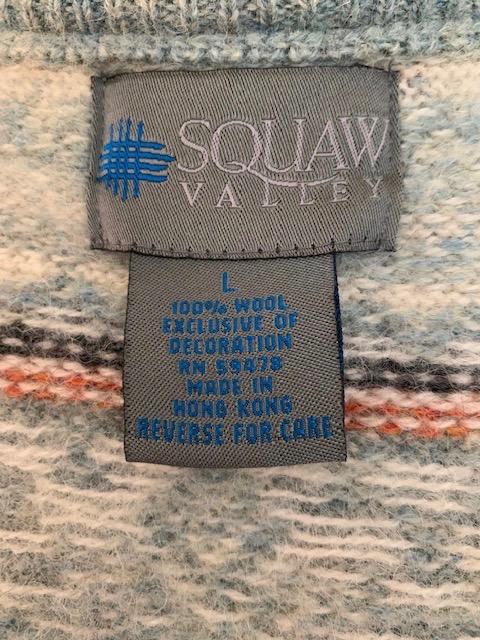 SQUAW
VALLEY
L
100% WOOL
EXCLUSIVE OF
DECORATION
RN 59478
MADE IN
HONG KONG
REVERSE FOR CARE